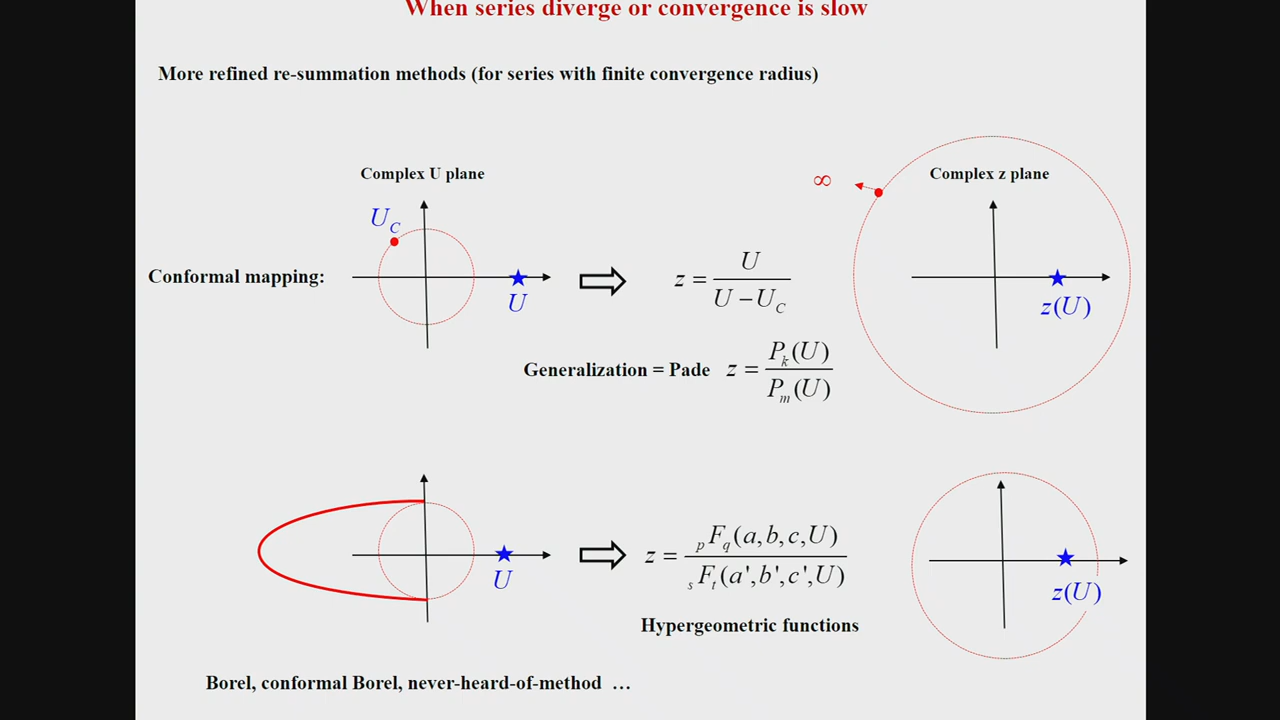 When series diverge or convergence is slow
More refined re-summation methods (for series with finite convergence radius)
Complex U plane
∞
Complex z plane
U_C
Conformal mapping:
z = U / (U − U_C)
U
z(U)
Generalization = Pade z = P_k(U) / P_m(U)
z = _pF_q(a,b,c,U) / _sF_t(a',b',c',U)
U
z(U)
Hypergeometric functions
Borel, conformal Borel, never-heard-of-method …